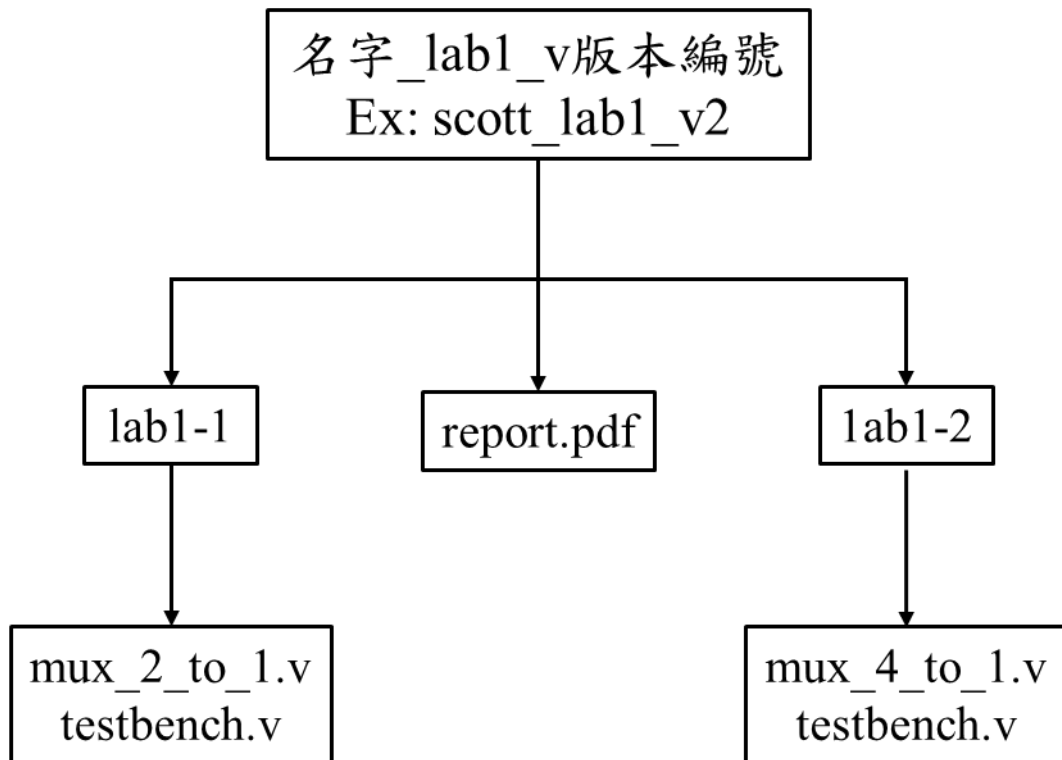 名字_lab1_v版本編號
Ex: scott_lab1_v2
lab1-1
report.pdf
1ab1-2
mux_2_to_1.v
testbench.v
mux_4_to_1.v
testbench.v